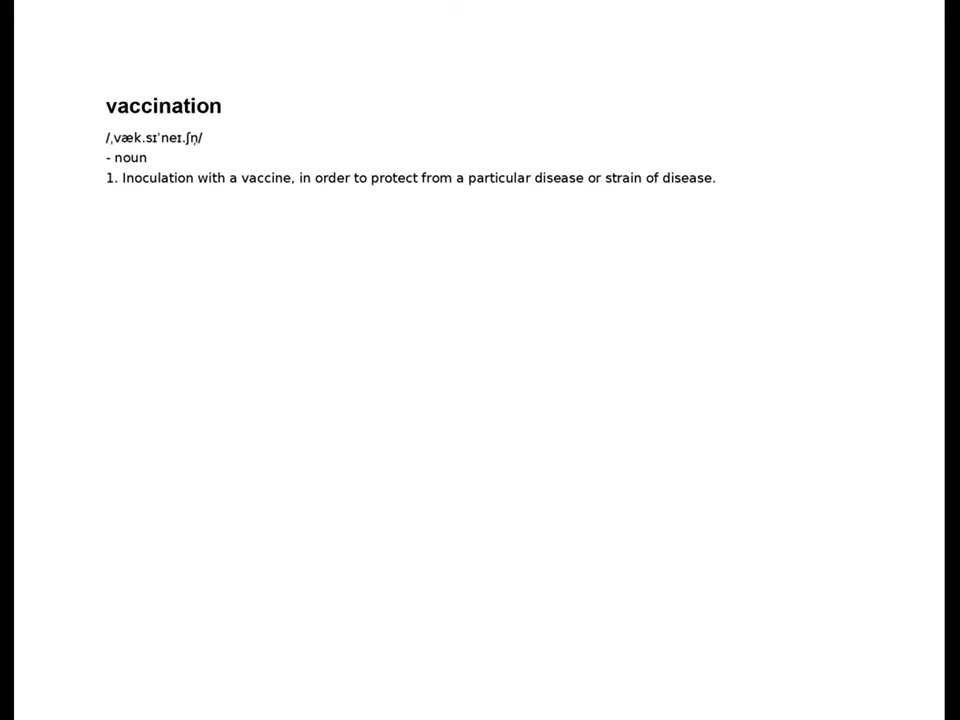 vaccination
/ˌvæk.sɪˈneɪ.ʃn̩/
- noun
1. Inoculation with a vaccine, in order to protect from a particular disease or strain of disease.